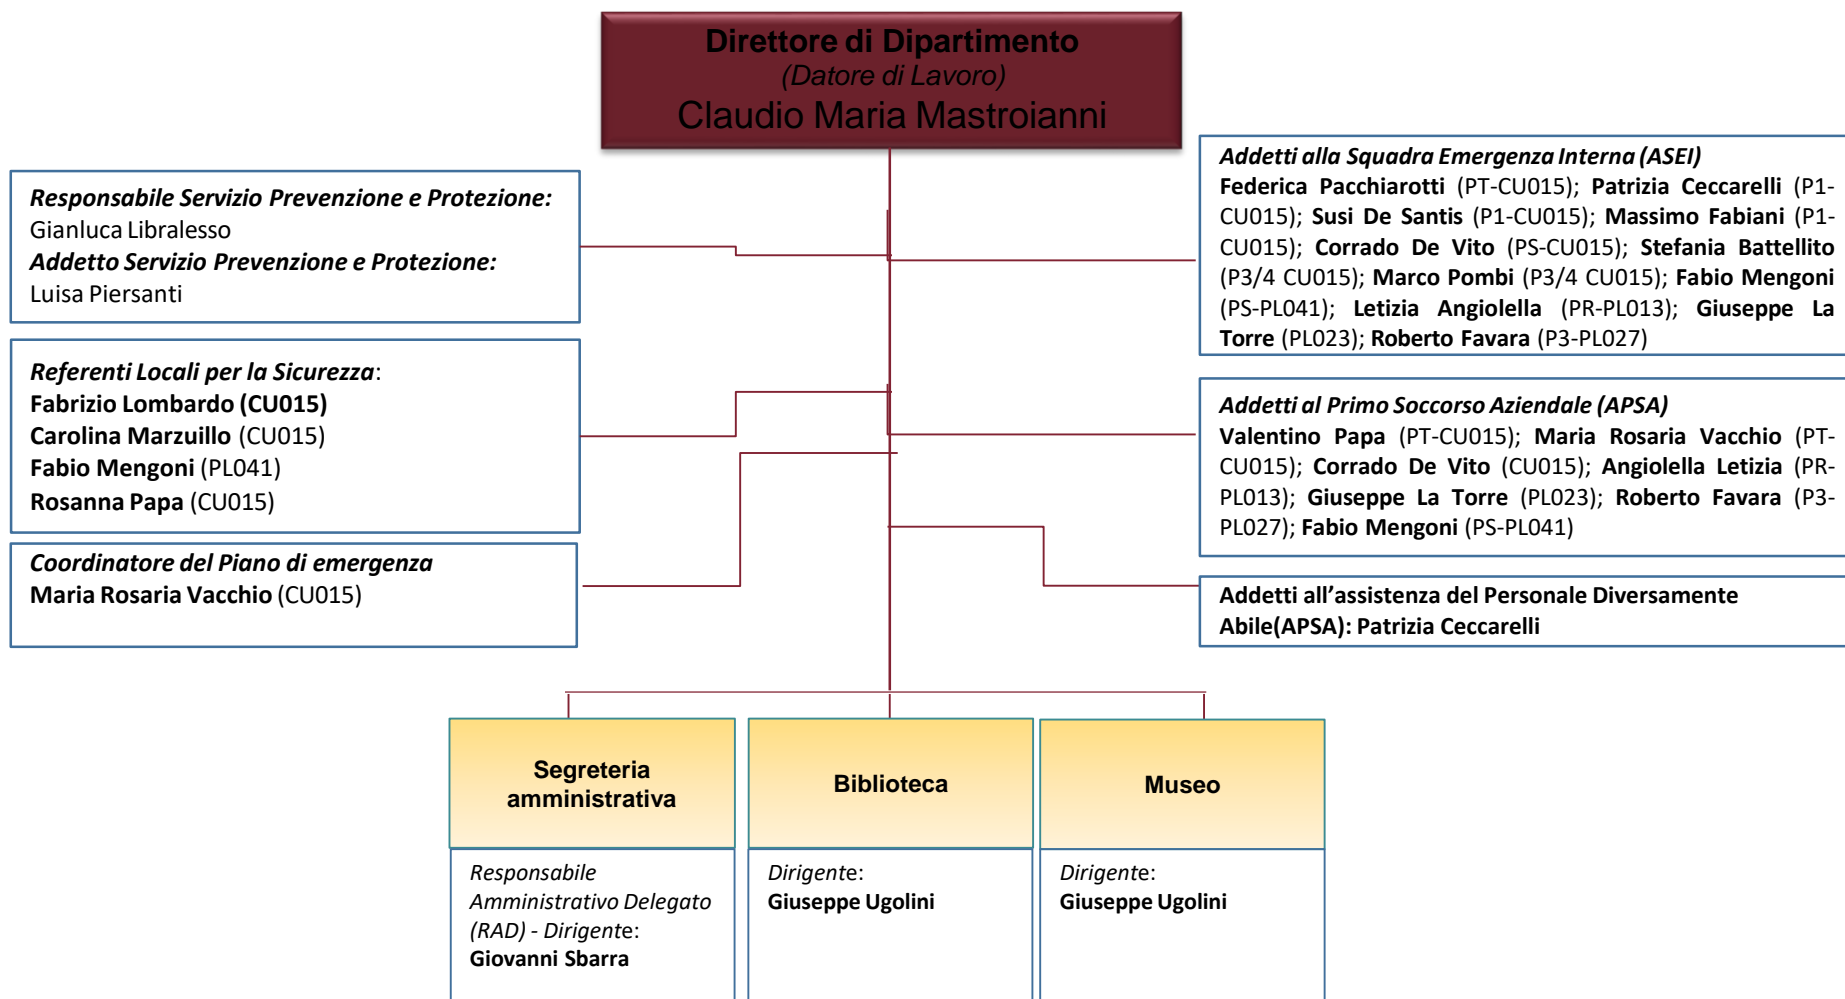 Direttore di Dipartimento
(Datore di Lavoro)
Claudio Maria Mastroianni
Responsabile Servizio Prevenzione e Protezione:
Gianluca Libralesso
Addetto Servizio Prevenzione e Protezione:
Luisa Piersanti
Referenti Locali per la Sicurezza:
Fabrizio Lombardo (CU015)
Carolina Marzuillo (CU015)
Fabio Mengoni (PL041)
Rosanna Papa (CU015)
Coordinatore del Piano di emergenza
Maria Rosaria Vacchio (CU015)
Addetti alla Squadra Emergenza Interna (ASEI)
Federica Pacchiarotti (PT-CU015); Patrizia Ceccarelli (P1-
CU015); Susi De Santis (P1-CU015); Massimo Fabiani (P1-
CU015); Corrado De Vito (PS-CU015); Stefania Battellito
(P3/4 CU015); Marco Pombi (P3/4 CU015); Fabio Mengoni
(PS-PL041); Letizia Angiolella (PR-PL013); Giuseppe La
Torre (PL023); Roberto Favara (P3-PL027)
Addetti al Primo Soccorso Aziendale (APSA)
Valentino Papa (PT-CU015); Maria Rosaria Vacchio (PT-
CU015); Corrado De Vito (CU015); Angiolella Letizia (PR-
PL013); Giuseppe La Torre (PL023); Roberto Favara (P3-
PL027); Fabio Mengoni (PS-PL041)
Addetti all’assistenza del Personale Diversamente
Abile(APSA): Patrizia Ceccarelli
Segreteria
amministrativa
Responsabile
Amministrativo Delegato
(RAD) - Dirigente:
Giovanni Sbarra
Biblioteca
Dirigente:
Giuseppe Ugolini
Museo
Dirigente:
Giuseppe Ugolini